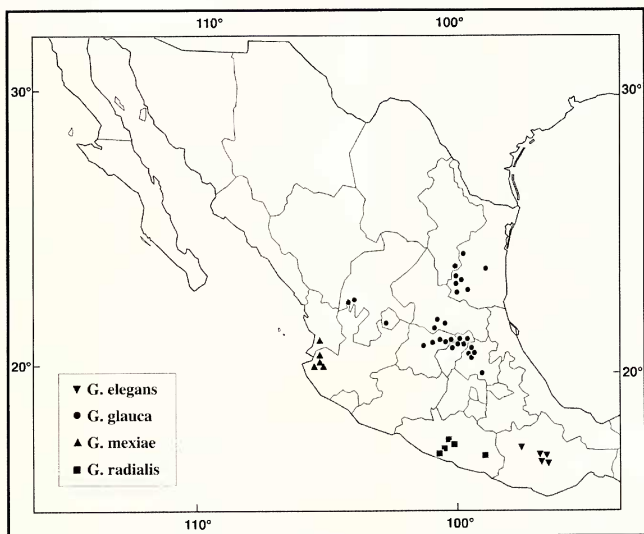 110° 100°
30° 30°
20° 20°
G. elegans
G. glauca
G. mexiae
G. radialis
110° 100°